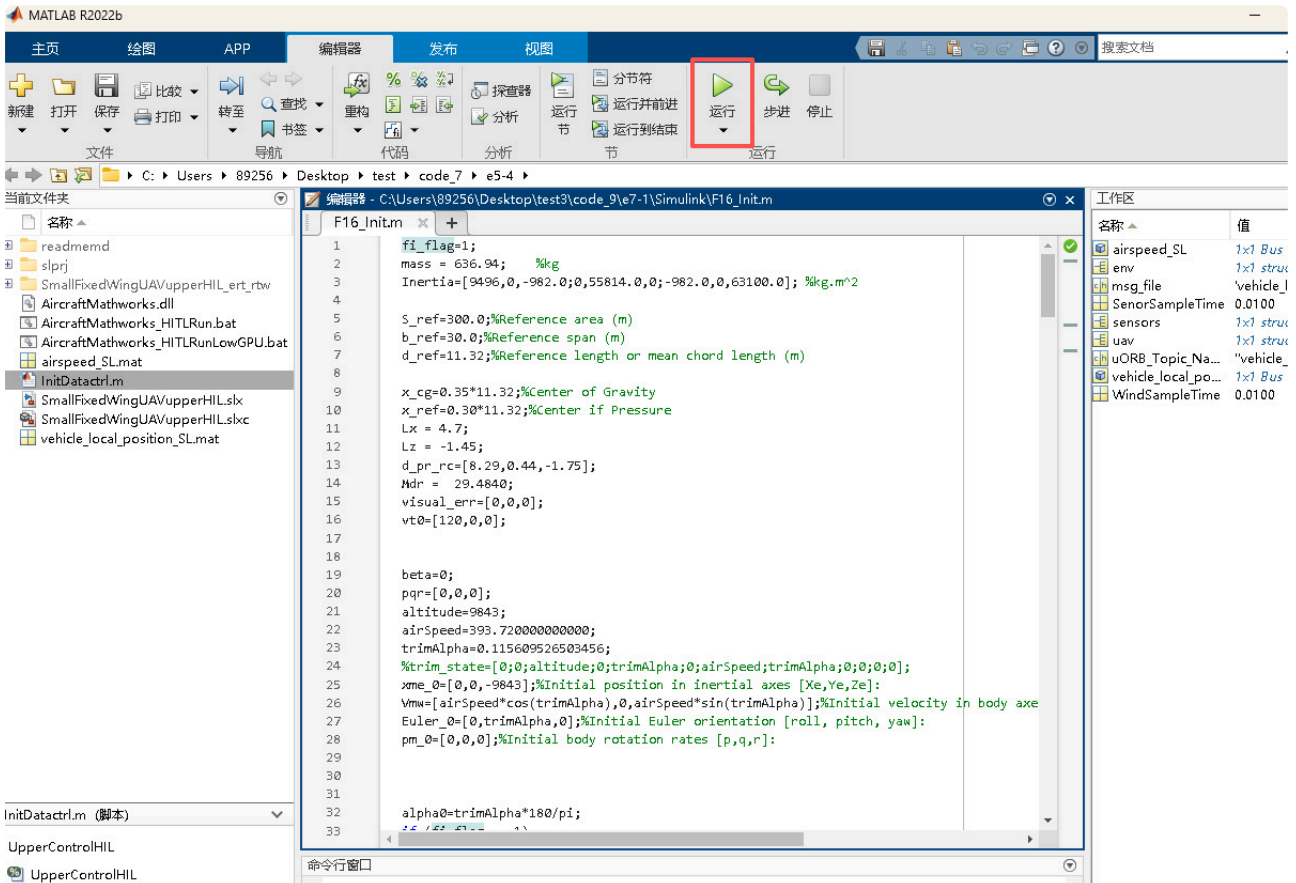 MATLAB R2022b
主页 绘图 APP 编辑器 发布 视图 搜索文档
新建 打开 保存 比较 打印 转至 查找 书签 重构 探查器 分析 运行节 分节符 运行并前进 运行到结束 运行 步进 停止
文件 导航 代码 分析 节 运行
C: Users 89256 Desktop test code_7 e5-4
当前文件夹
名称
readmemd
slprj
SmallFixedWingUAVupperHIL_ert_rtw
AircraftMathworks.dll
AircraftMathworks_HITLRun.bat
AircraftMathworks_HITLRunLowGPU.bat
airspeed_SL.mat
InitDatactrl.m
SmallFixedWingUAVupperHIL.slx
SmallFixedWingUAVupperHIL.slxc
vehicle_local_position_SL.mat
InitDatactrl.m (脚本)
UpperControlHIL
UpperControlHIL
编辑器 - C:\Users\89256\Desktop\test3\code_9\e7-1\Simulink\F16_Init.m
F16_Init.m
1 fi_flag=1;
2 mass = 636.94; %kg
3 Inertia=[9496,0,-982.0;0,55814.0,0;-982.0,0,63100.0]; %kg.m^2
4
5 S_ref=300.0;%Reference area (m)
6 b_ref=30.0;%Reference span (m)
7 d_ref=11.32;%Reference length or mean chord length (m)
8
9 x_cg=0.35*11.32;%Center of Gravity
10 x_ref=0.30*11.32;%Center if Pressure
11 Lx = 4.7;
12 Lz = -1.45;
13 d_pr_rc=[8.29,0.44,-1.75];
14 Mdr = 29.4840;
15 visual_err=[0,0,0];
16 vt0=[120,0,0];
17
18
19 beta=0;
20 pqr=[0,0,0];
21 altitude=9843;
22 airSpeed=393.720000000000;
23 trimAlpha=0.115609526503456;
24 %trim_state=[0;0;altitude;0;trimAlpha;0;airSpeed;trimAlpha;0;0;0;0];
25 xme_0=[0,0,-9843];%Initial position in inertial axes [Xe,Ye,Ze]:
26 Vmw=[airSpeed*cos(trimAlpha),0,airSpeed*sin(trimAlpha)];%Initial velocity in body axe
27 Euler_0=[0,trimAlpha,0];%Initial Euler orientation [roll, pitch, yaw]:
28 pm_0=[0,0,0];%Initial body rotation rates [p,q,r]:
29
30
31
32 alpha0=trimAlpha*180/pi;
33
命令行窗口
工作区
名称 值
airspeed_SL 1x1 Bus
env 1x1 struc
msg_file 'vehicle_l
SenorSampleTime 0.0100
sensors 1x1 struc
uav 1x1 struc
uORB_Topic_Na... "vehicle_
vehicle_local_po... 1x1 Bus
WindSampleTime 0.0100